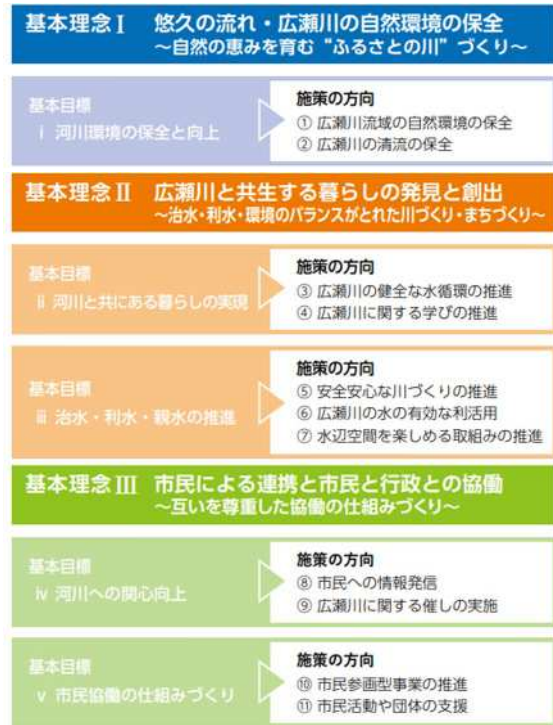 基本理念Ⅰ 悠久の流れ・広瀬川の自然環境の保全
～自然の恵みを育む “ふるさとの川” づくり～
基本目標
ⅰ 河川環境の保全と向上
施策の方向
① 広瀬川流域の自然環境の保全
② 広瀬川の清流の保全
基本理念Ⅱ 広瀬川と共生する暮らしの発見と創出
～治水・利水・環境のバランスがとれた川づくり・まちづくり～
基本目標
ⅱ 河川と共にある暮らしの実現
施策の方向
③ 広瀬川の健全な水循環の推進
④ 広瀬川に関する学びの推進
基本目標
ⅲ 治水・利水・親水の推進
施策の方向
⑤ 安全安心な川づくりの推進
⑥ 広瀬川の水の有効な利活用
⑦ 水辺空間を楽しめる取組みの推進
基本理念Ⅲ 市民による連携と市民と行政との協働
～互いを尊重した協働の仕組みづくり～
基本目標
ⅳ 河川への関心向上
施策の方向
⑧ 市民への情報発信
⑨ 広瀬川に関する催しの実施
基本目標
ⅴ 市民協働の仕組みづくり
施策の方向
⑩ 市民参画型事業の推進
⑪ 市民活動や団体の支援